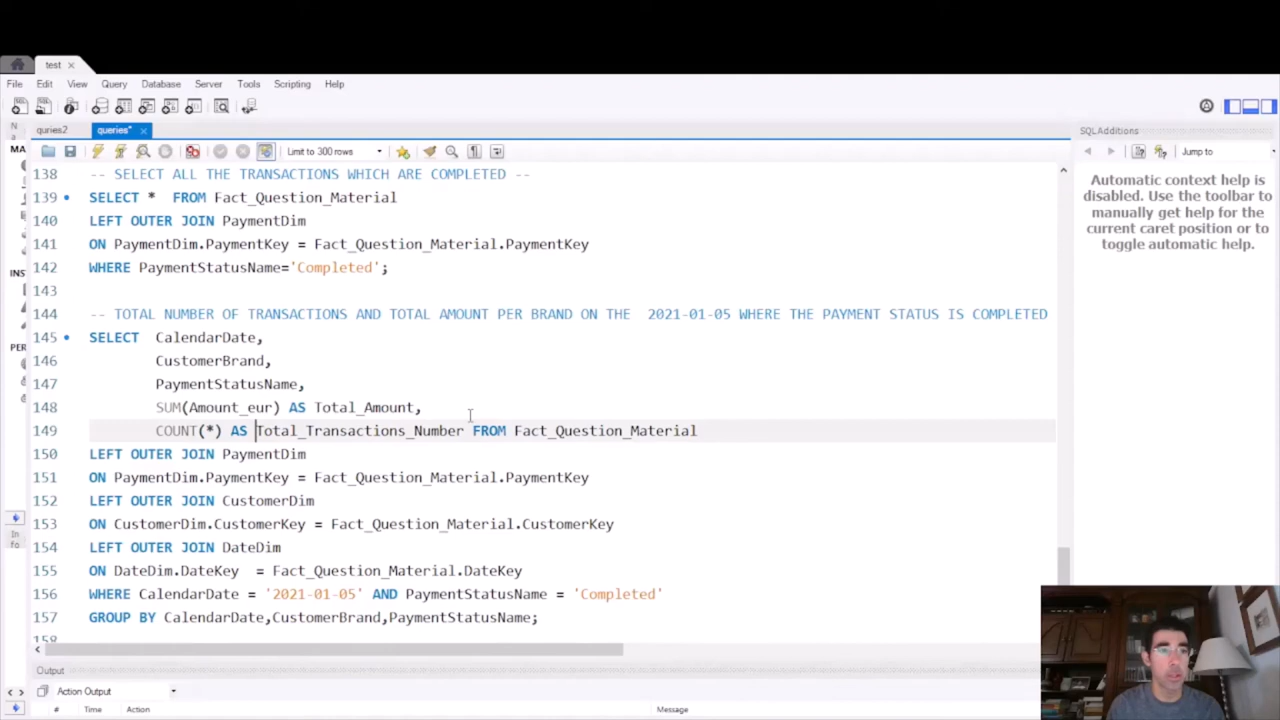 test
File Edit View Query Database Server Tools Scripting Help
quries2 queries*
SQLAdditions
Limit to 300 rows
Jump to
138 -- SELECT ALL THE TRANSACTIONS WHICH ARE COMPLETED --
139 SELECT * FROM Fact_Question_Material
140 LEFT OUTER JOIN PaymentDim
141 ON PaymentDim.PaymentKey = Fact_Question_Material.PaymentKey
142 WHERE PaymentStatusName='Completed';
143
144 -- TOTAL NUMBER OF TRANSACTIONS AND TOTAL AMOUNT PER BRAND ON THE 2021-01-05 WHERE THE PAYMENT STATUS IS COMPLETED
145 SELECT CalendarDate,
146 CustomerBrand,
147 PaymentStatusName,
148 SUM(Amount_eur) AS Total_Amount,
149 COUNT(*) AS Total_Transactions_Number FROM Fact_Question_Material
150 LEFT OUTER JOIN PaymentDim
151 ON PaymentDim.PaymentKey = Fact_Question_Material.PaymentKey
152 LEFT OUTER JOIN CustomerDim
153 ON CustomerDim.CustomerKey = Fact_Question_Material.CustomerKey
154 LEFT OUTER JOIN DateDim
155 ON DateDim.DateKey = Fact_Question_Material.DateKey
156 WHERE CalendarDate = '2021-01-05' AND PaymentStatusName = 'Completed'
157 GROUP BY CalendarDate,CustomerBrand,PaymentStatusName;
158
Automatic context help is
disabled. Use the toolbar to
manually get help for the
current caret position or to
toggle automatic help.
Na
MA
INS
PER
In
fo
Output
Action Output
# Time Action Message